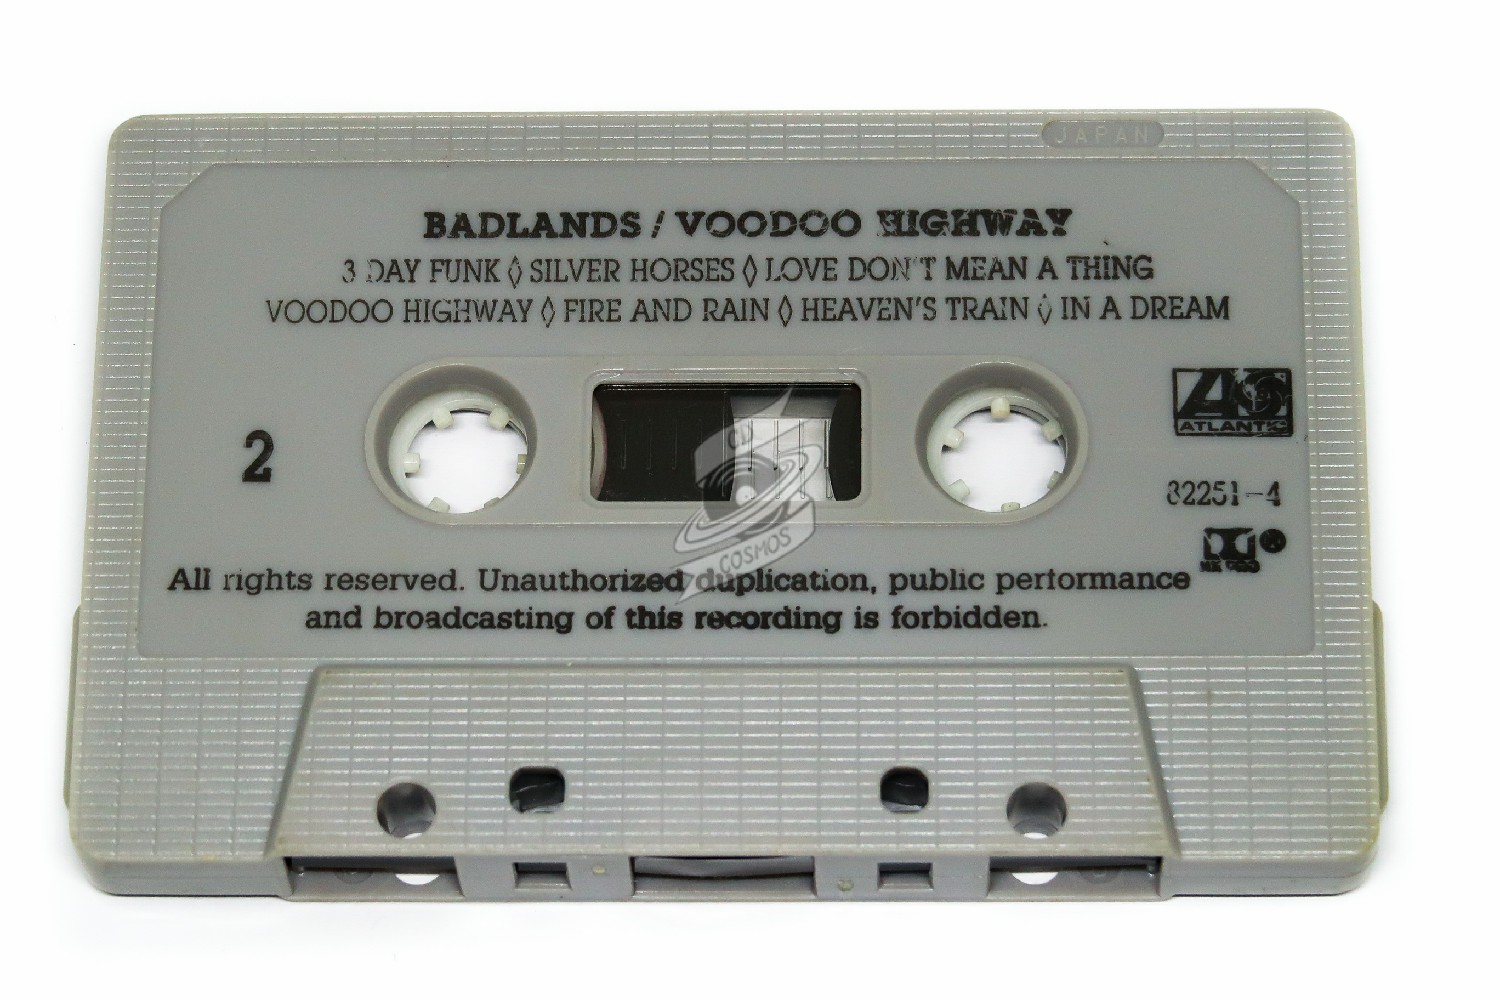 JAPAN
BADLANDS / VOODOO HIGHWAY
3 DAY FUNK ◊ SILVER HORSES ◊ LOVE DON'T MEAN A THING
VOODOO HIGHWAY ◊ FIRE AND RAIN ◊ HEAVEN'S TRAIN ◊ IN A DREAM
2
ATLANTIC
82251-4
CD
COSMOS
All rights reserved. Unauthorized duplication, public performance
and broadcasting of this recording is forbidden.